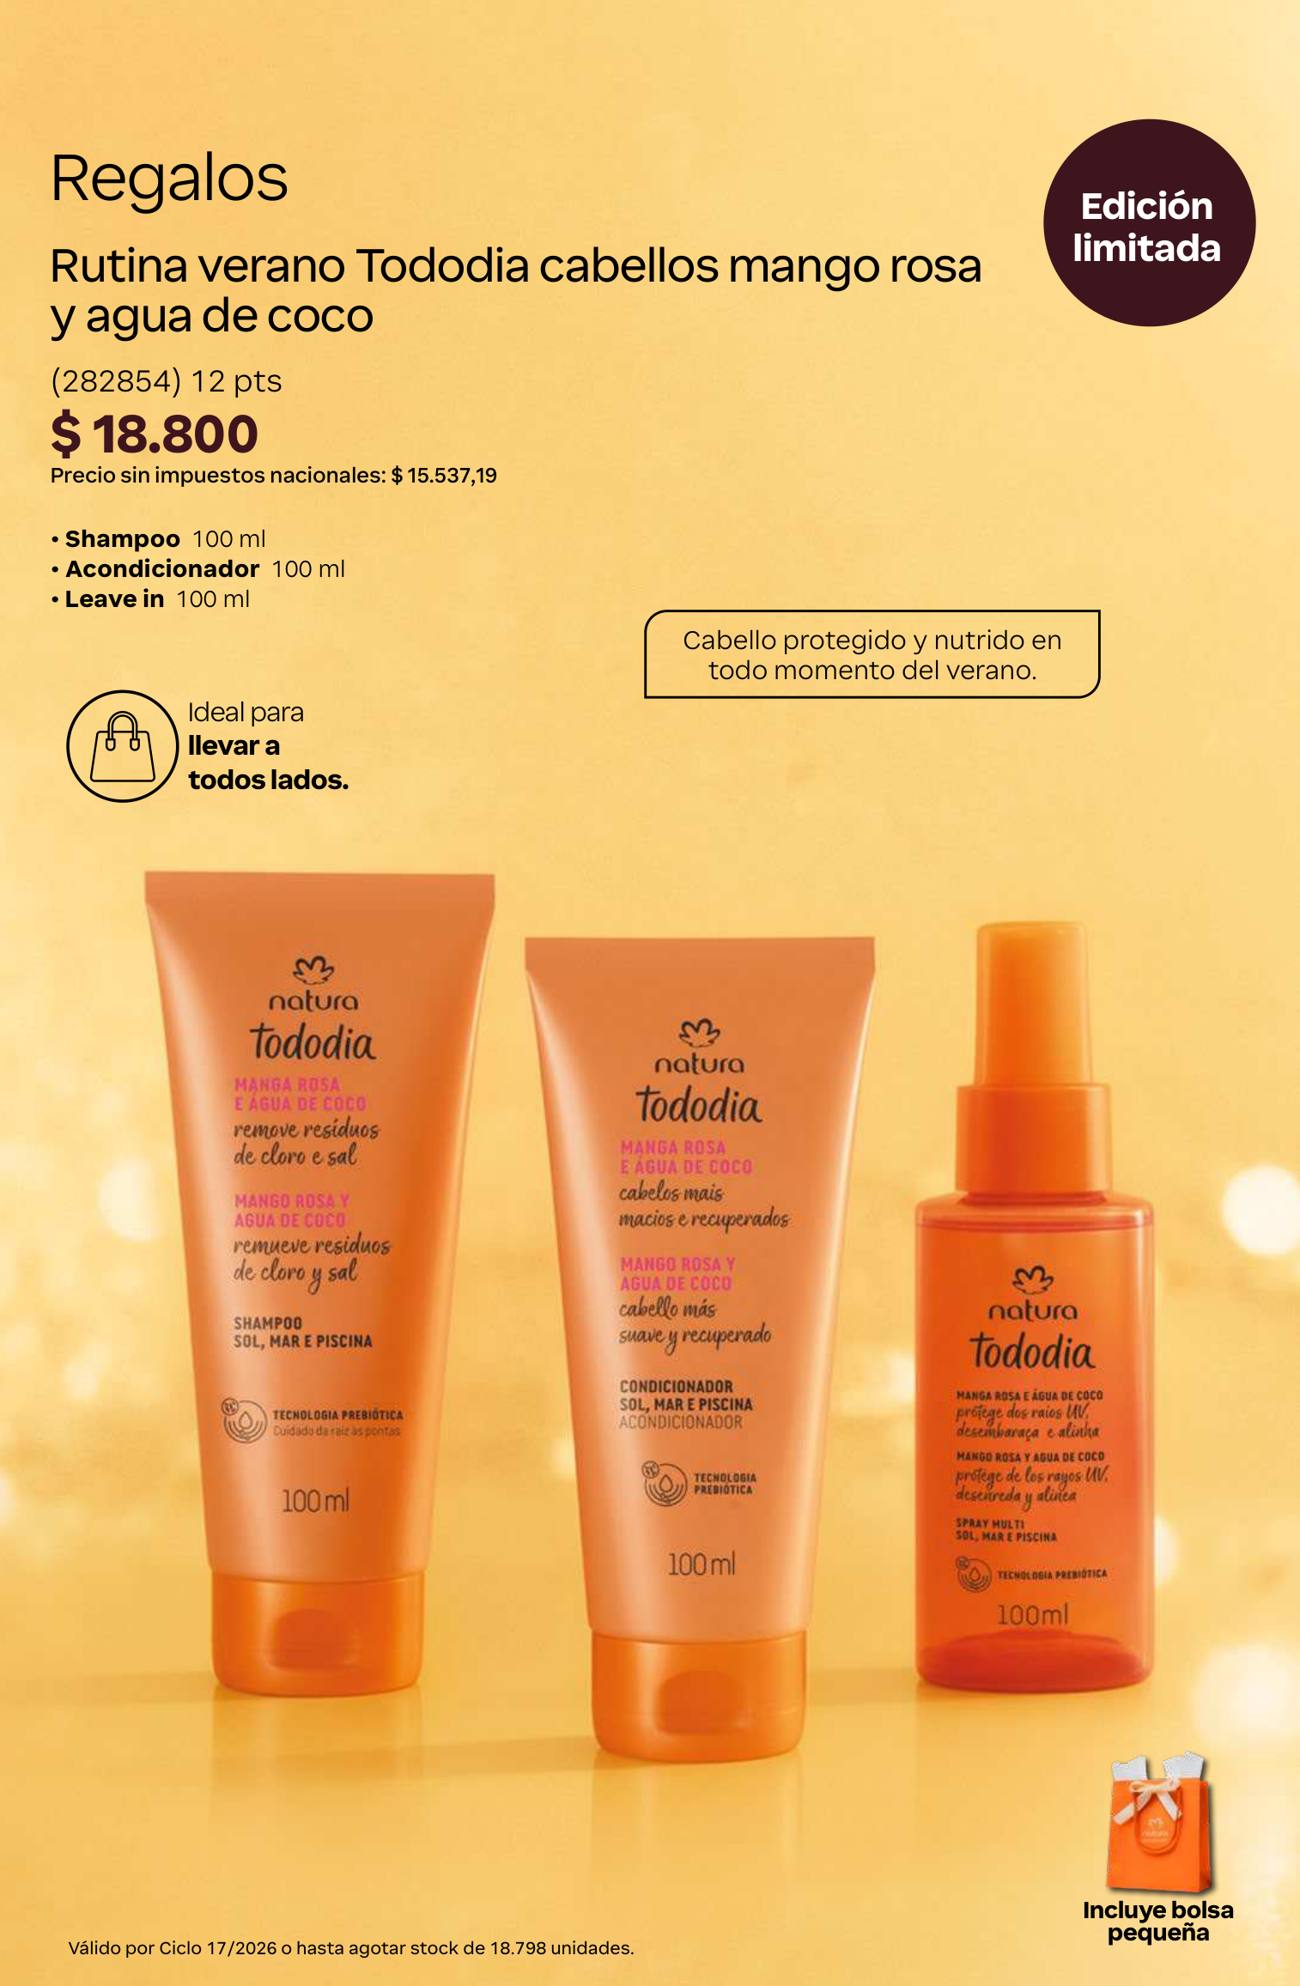 Regalos
Edición
limitada
Rutina verano Tododia cabellos mango rosa
y agua de coco
(282854) 12 pts
$ 18.800
Precio sin impuestos nacionales: $ 15.537,19
• Shampoo 100 ml
• Acondicionador 100 ml
• Leave in 100 ml
Cabello protegido y nutrido en
todo momento del verano.
Ideal para
llevar a
todos lados.
natura
Tododia
MANGA ROSA
E ÁGUA DE COCO
remove resíduos
de cloro e sal
MANGO ROSA Y
AGUA DE COCO
remueve residuos
de cloro y sal
SHAMPOO
SOL, MAR E PISCINA
TECNOLOGIA PREBIÓTICA
Cuidado da raiz às pontas
100 ml
natura
Tododia
MANGA ROSA
E ÁGUA DE COCO
cabelos mais
macios e recuperados
MANGO ROSA Y
AGUA DE COCO
cabello más
suave y recuperado
CONDICIONADOR
SOL, MAR E PISCINA
ACONDICIONADOR
TECNOLOGIA
PREBIÓTICA
100 ml
natura
Tododia
MANGA ROSA E ÁGUA DE COCO
protege dos raios UV,
desembaraça e alinha
MANGO ROSA Y AGUA DE COCO
protege de los rayos UV,
desenreda y alinea
SPRAY MULTI
SOL, MAR E PISCINA
TECNOLOGIA PREBIÓTICA
100ml
natura
Incluye bolsa
pequeña
Válido por Ciclo 17/2026 o hasta agotar stock de 18.798 unidades.